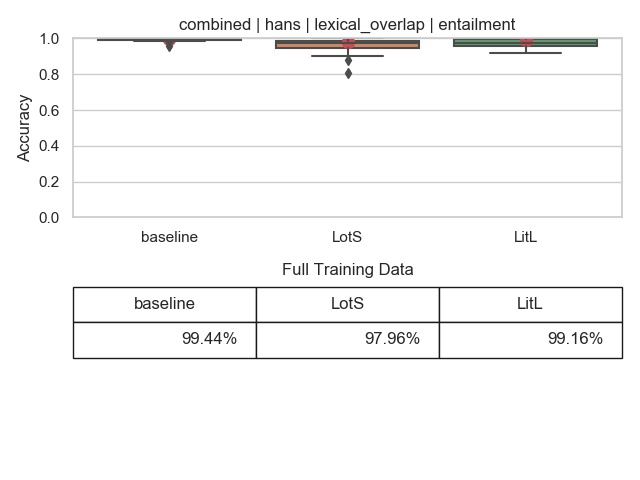 combined | hans | lexical_overlap | entailment
1.0
0.8
0.6
0.4
0.2
0.0
Accuracy
baseline LotS LitL
Full Training Data
baseline LotS LitL
99.44% 97.96% 99.16%